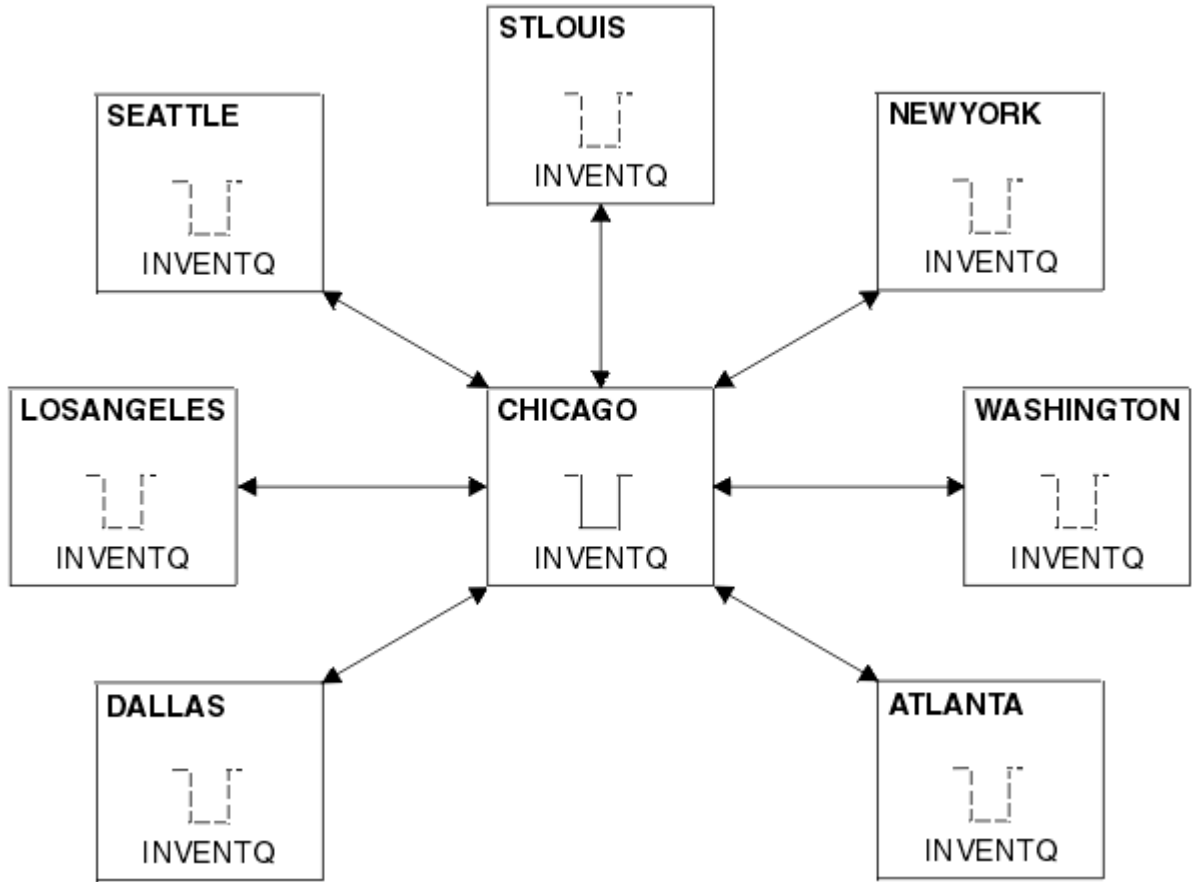 STLOUIS
INVENTQ
SEATTLE
INVENTQ
NEWYORK
INVENTQ
LOSANGELES
INVENTQ
CHICAGO
INVENTQ
WASHINGTON
INVENTQ
DALLAS
INVENTQ
ATLANTA
INVENTQ